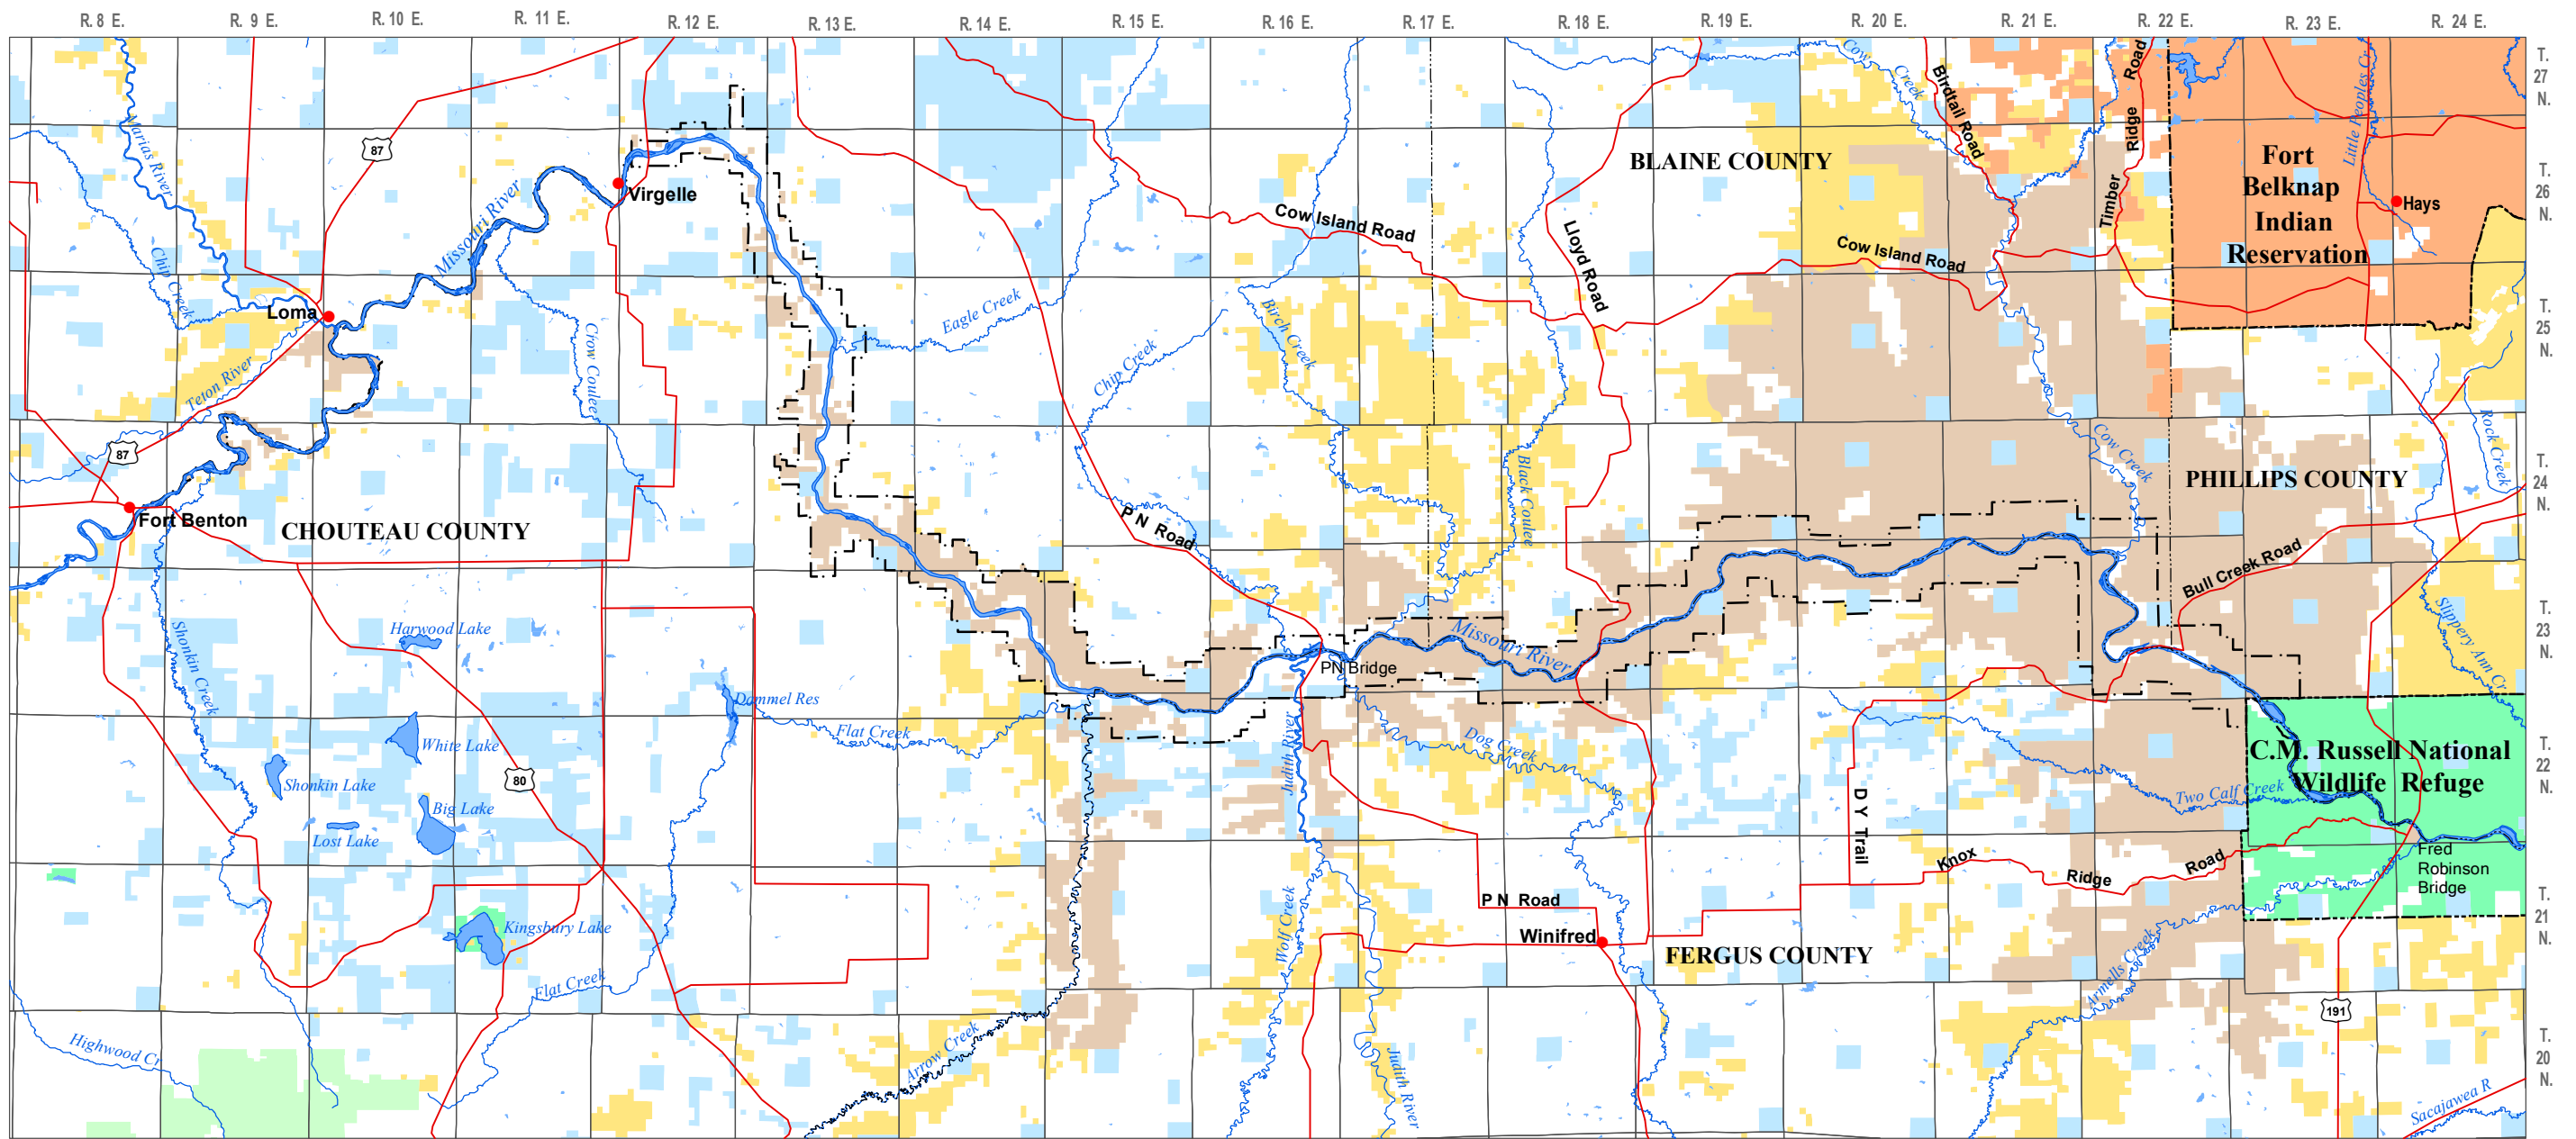 R. 8 E.
R. 9 E.
R. 10 E.
R. 11 E.
R. 12 E.
R. 13 E.
R. 14 E.
R. 15 E.
R. 16 E.
R. 17 E.
R. 18 E.
R. 19 E.
R. 20 E.
R. 21 E.
R. 22 E.
R. 23 E.
R. 24 E.
T.
27
N.
T.
26
N.
T.
25
N.
T.
24
N.
T.
23
N.
T.
22
N.
T.
21
N.
T.
20
N.
Marias River
87
Missouri River
Virgelle
Chip Creek
Loma
Teton River
Crow Coulee
87
Fort Benton
CHOUTEAU COUNTY
Eagle Creek
Chip Creek
Birch Creek
Cow Island Road
Lloyd Road
BLAINE COUNTY
Cow Island Road
Cow
Creek
Birdtail Road
Timber
Ridge
Road
Fort
Belknap
Indian
Reservation
Little Peoples Cr
Hays
Rock Creek
Black Coulee
Cow Creek
PHILLIPS COUNTY
Bull Creek Road
P N Road
Shonkin Creek
Harwood Lake
White Lake
Shonkin Lake
Big Lake
Lost Lake
80
Dammel Res
Flat Creek
PN Bridge
Missouri River
Judith River
Dog Creek
Slippery Ann Cr
C.M. Russell National
Wildlife Refuge
Two Calf Creek
D Y Trail
Knox
Ridge
Road
Fred
Robinson
Bridge
Kingsbury Lake
Flat Creek
Wolf Creek
P N Road
Winifred
FERGUS COUNTY
Armells Creek
191
Highwood Cr
Arrow Creek
Judith River
Sacajawea R